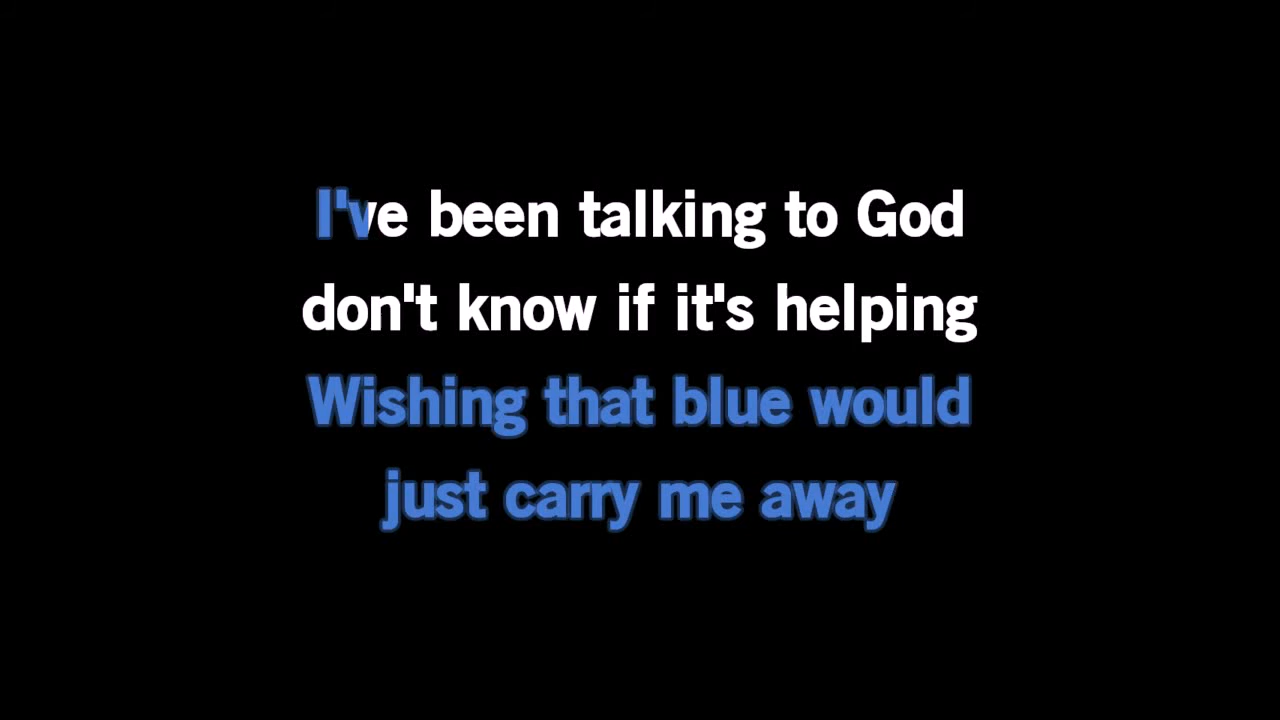 I've been talking to God
don't know if it's helping
Wishing that blue would
just carry me away